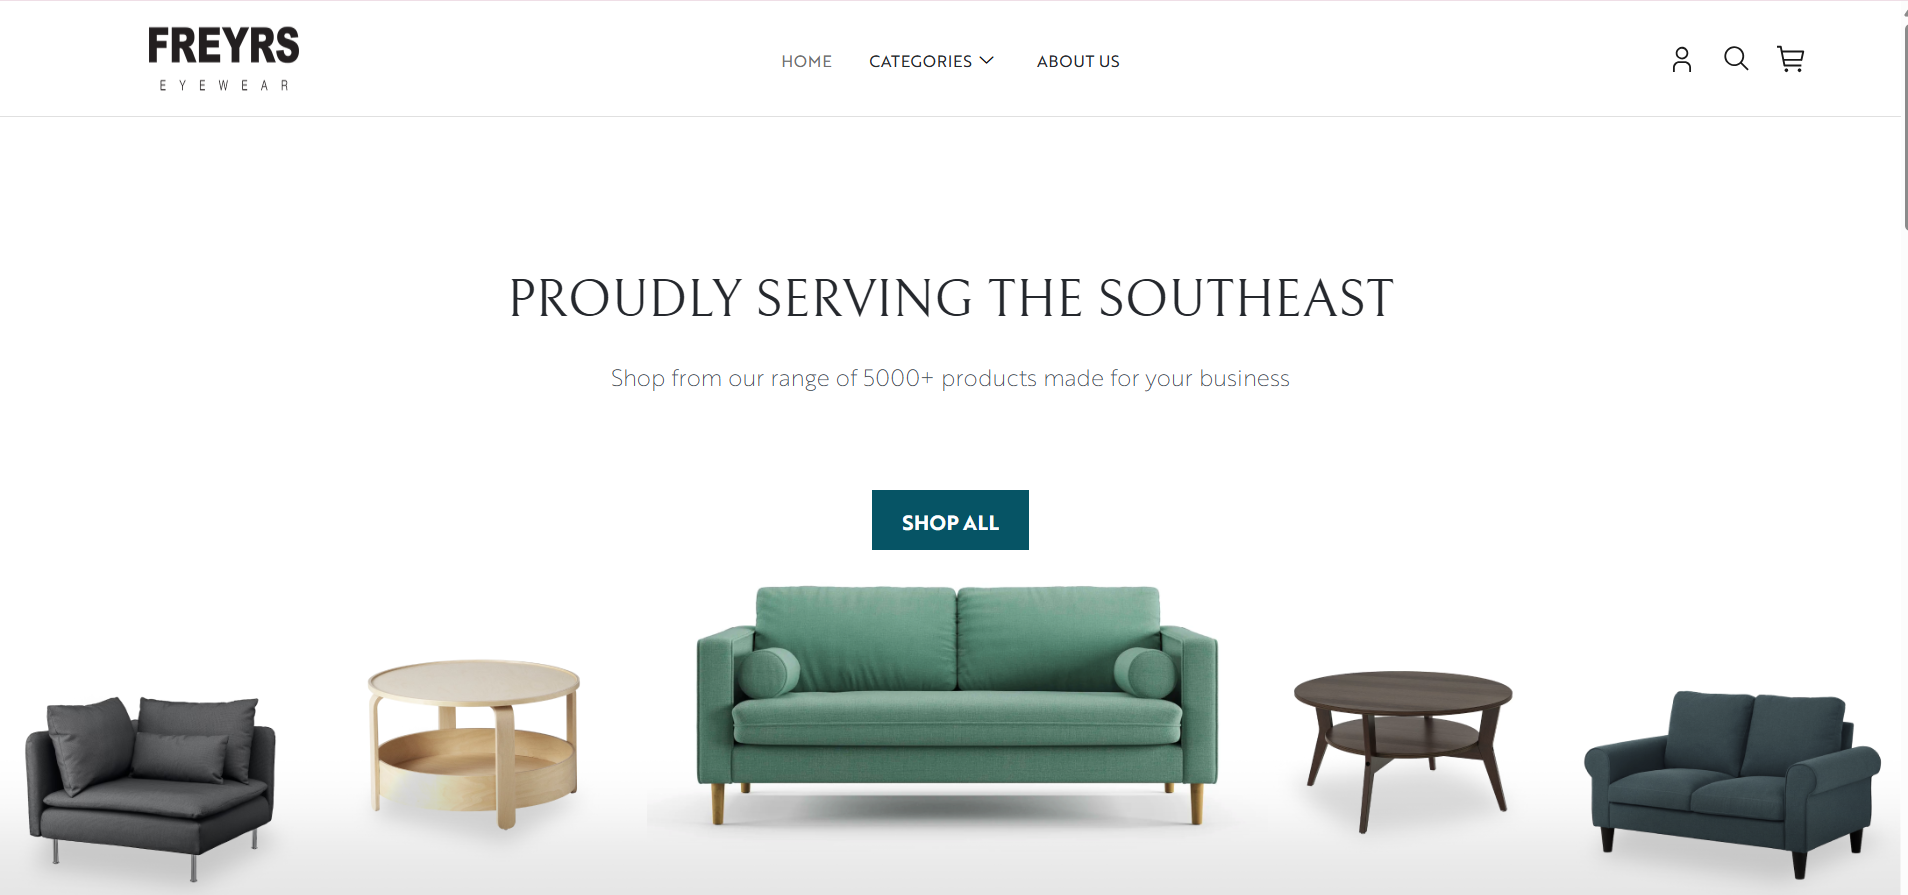 FREYRS
EYEWEAR
HOME
CATEGORIES
ABOUT US
PROUDLY SERVING THE SOUTHEAST
Shop from our range of 5000+ products made for your business
SHOP ALL